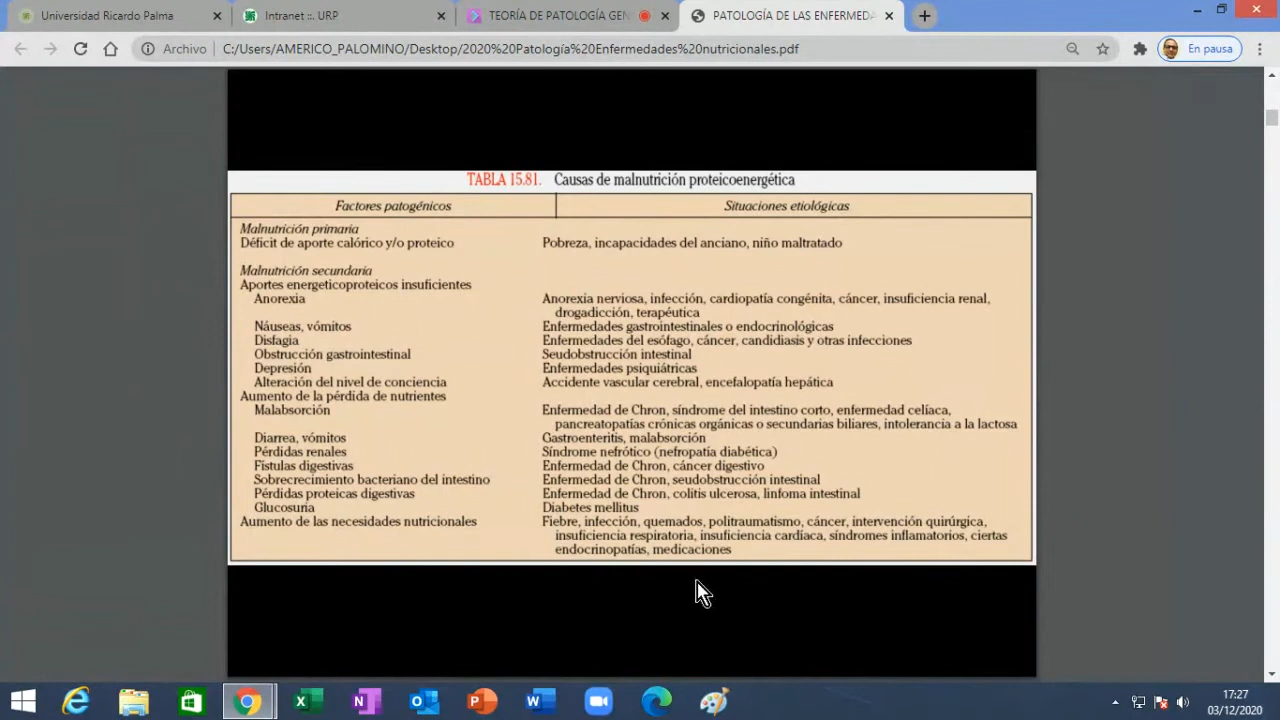 Universidad Ricardo Palma
Intranet ::. URP
TEORÍA DE PATOLOGÍA GEN
PATOLOGÍA DE LAS ENFERMEDA
Archivo
C:/Users/AMERICO_PALOMINO/Desktop/2020%20Patología%20Enfermedades%20nutricionales.pdf
En pausa
TABLA 15.81. Causas de malnutrición proteicoenergética
Factores patogénicos Situaciones etiológicas
Malnutrición primaria
Déficit de aporte calórico y/o proteico Pobreza, incapacidades del anciano, niño maltratado
Malnutrición secundaria
Aportes energeticoproteicos insuficientes
Anorexia Anorexia nerviosa, infección, cardiopatía congénita, cáncer, insuficiencia renal,
drogadicción, terapéutica
Náuseas, vómitos Enfermedades gastrointestinales o endocrinológicas
Disfagia Enfermedades del esófago, cáncer, candidiasis y otras infecciones
Obstrucción gastrointestinal Seudobstrucción intestinal
Depresión Enfermedades psiquiátricas
Alteración del nivel de conciencia Accidente vascular cerebral, encefalopatía hepática
Aumento de la pérdida de nutrientes
Malabsorción Enfermedad de Chron, síndrome del intestino corto, enfermedad celíaca,
pancreatopatías crónicas orgánicas o secundarias biliares, intolerancia a la lactosa
Diarrea, vómitos Gastroenteritis, malabsorción
Pérdidas renales Síndrome nefrótico (nefropatía diabética)
Fístulas digestivas Enfermedad de Chron, cáncer digestivo
Sobrecrecimiento bacteriano del intestino Enfermedad de Chron, seudobstrucción intestinal
Pérdidas proteicas digestivas Enfermedad de Chron, colitis ulcerosa, linfoma intestinal
Glucosuria Diabetes mellitus
Aumento de las necesidades nutricionales Fiebre, infección, quemados, politraumatismo, cáncer, intervención quirúrgica,
insuficiencia respiratoria, insuficiencia cardíaca, síndromes inflamatorios, ciertas
endocrinopatías, medicaciones
17:27
03/12/2020